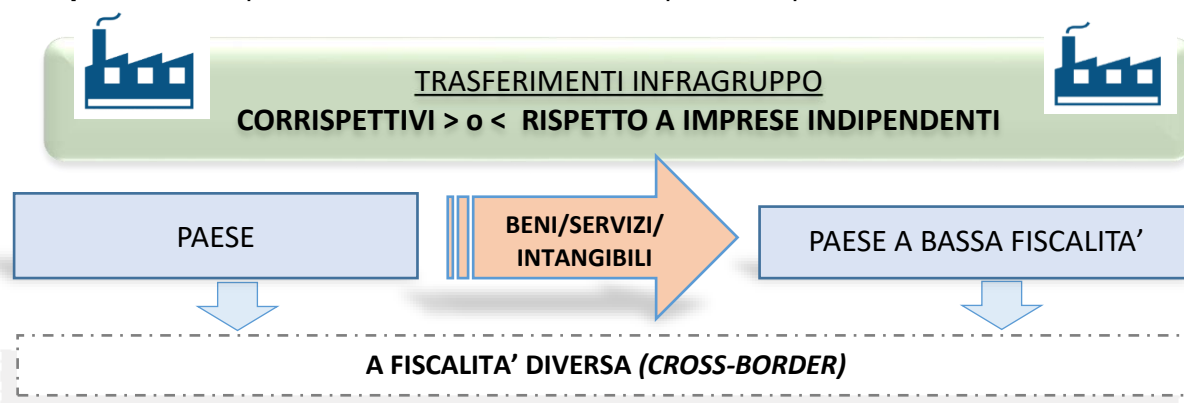 TRASFERIMENTI INFRAGRUPPO
CORRISPETTIVI > o < RISPETTO A IMPRESE INDIPENDENTI
PAESE
BENI/SERVIZI/
INTANGIBILI
PAESE A BASSA FISCALITA’
A FISCALITA’ DIVERSA (CROSS-BORDER)